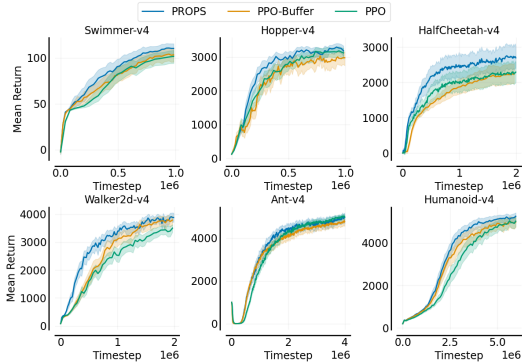 PROPS PPO-Buffer PPO
Swimmer-v4 Hopper-v4 HalfCheetah-v4
Mean Return
100
50
0
3000
2000
1000
0
3000
2000
1000
0
0.0 0.5 1.0 0.0 0.5 1.0 0 1 2
Timestep 1e6 Timestep 1e6 Timestep 1e6
Walker2d-v4 Ant-v4 Humanoid-v4
Mean Return
4000
3000
2000
1000
0
4000
2000
0
4000
2000
0
0 1 2 0 2 4 0.0 2.5 5.0
Timestep 1e6 Timestep 1e6 Timestep 1e6